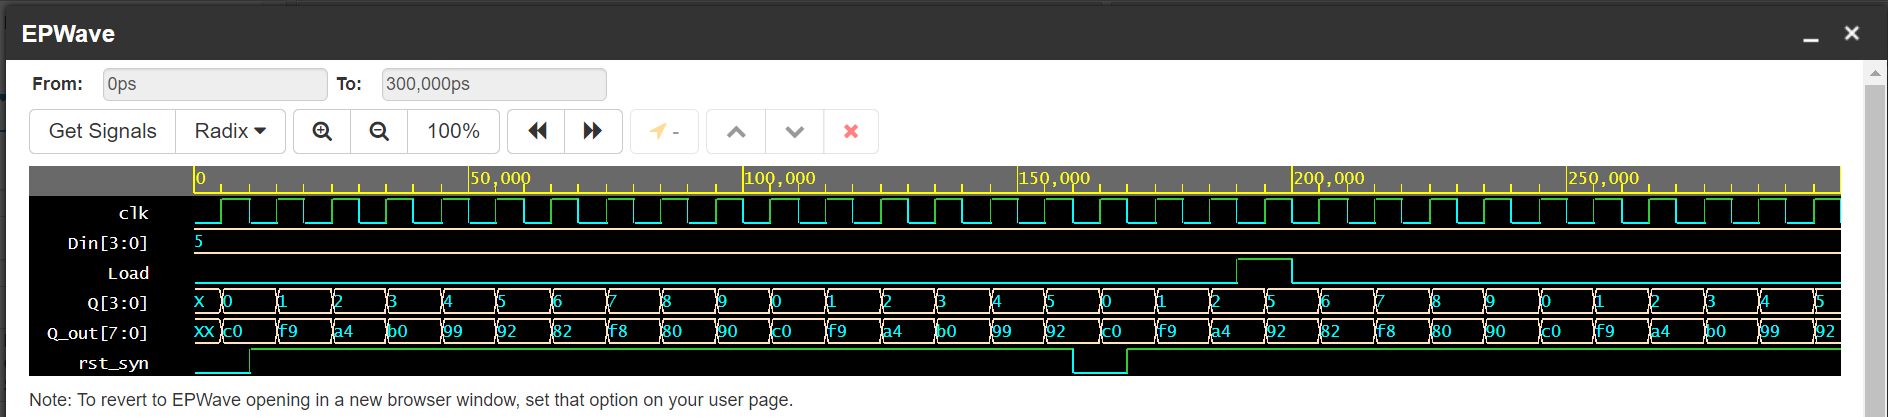 EPWave
From: 0ps To: 300,000ps
Get Signals Radix 100% -
0 50,000 100,000 150,000 200,000 250,000
clk
Din[3:0] 5
Load
Q[3:0] X 0 1 2 3 4 5 6 7 8 9 0 1 2 3 4 5 0 1 2 5 6 7 8 9 0 1 2 3 4 5
Q_out[7:0] XX c0 f9 a4 b0 99 92 82 f8 80 90 c0 f9 a4 b0 99 92 c0 f9 a4 92 82 f8 80 90 c0 f9 a4 b0 99 92
rst_syn
Note: To revert to EPWave opening in a new browser window, set that option on your user page.